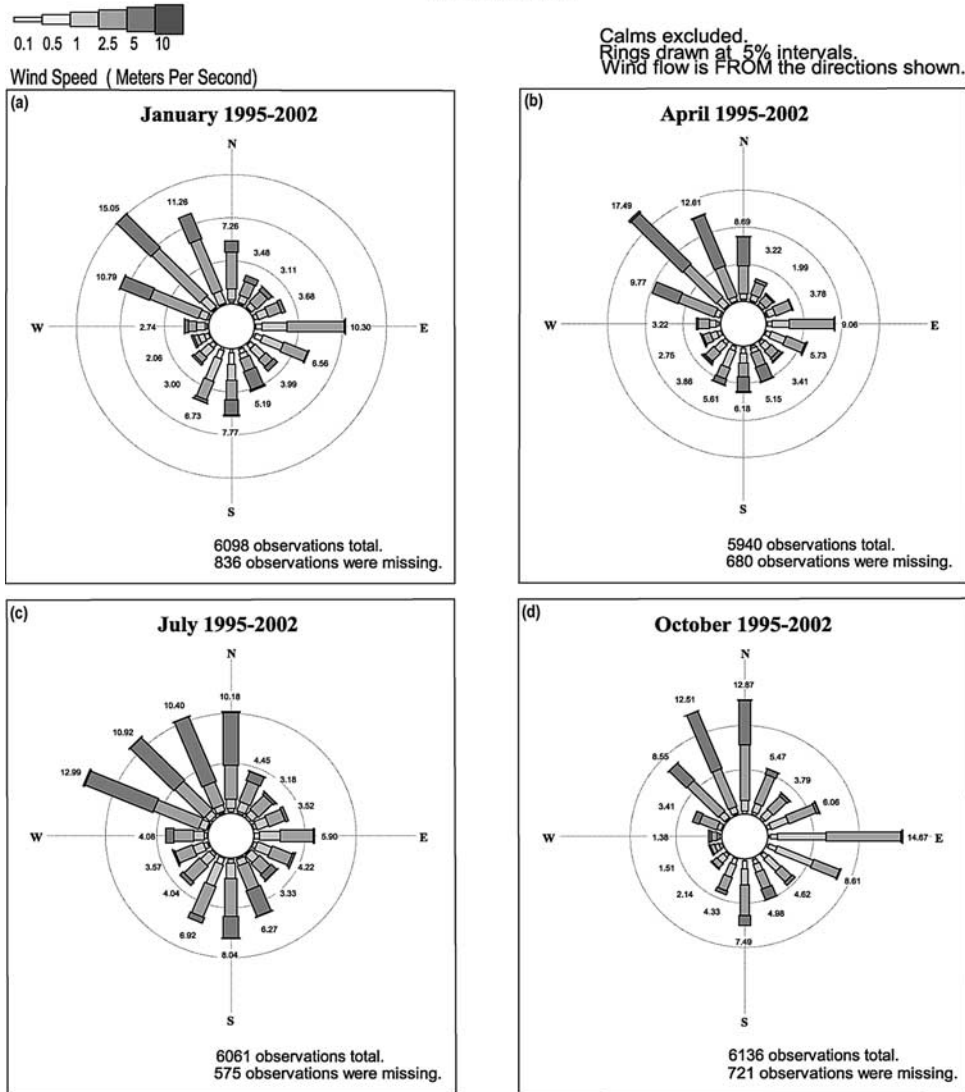 0.1 0.5 1 2.5 5 10
Wind Speed ( Meters Per Second)
Calms excluded.
Rings drawn at 5% intervals.
Wind flow is FROM the directions shown.
(a)
January 1995-2002
N
11.26
15.05
7.26
3.48
3.11
10.79
3.68
W
2.74
10.30
E
2.06
6.56
3.00
3.99
6.73
5.19
7.77
S
6098 observations total.
836 observations were missing.
(b)
April 1995-2002
N
17.49
12.61
8.69
3.22
1.99
9.77
3.78
W
3.22
9.06
E
2.75
5.73
3.86
3.41
5.61
5.15
6.18
S
5940 observations total.
680 observations were missing.
(c)
July 1995-2002
N
10.18
10.40
10.92
4.45
12.99
3.18
3.52
W
4.08
5.90
E
3.57
4.22
4.04
3.33
6.92
6.27
8.04
S
6061 observations total.
575 observations were missing.
(d)
October 1995-2002
N
12.87
12.51
8.55
5.47
3.79
3.41
6.06
W
1.38
14.67
E
1.51
8.61
2.14
4.62
4.33
4.98
7.49
S
6136 observations total.
721 observations were missing.